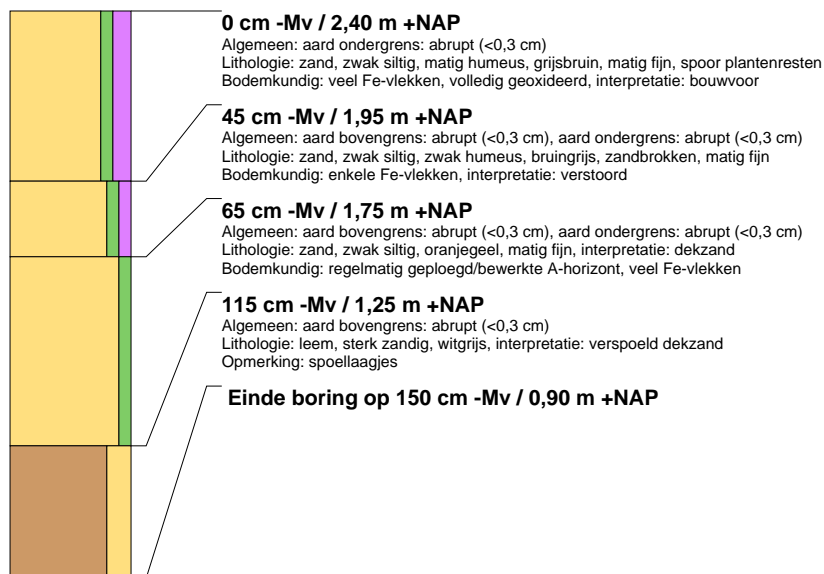 0 cm -Mv / 2,40 m +NAP
Algemeen: aard ondergrens: abrupt (<0,3 cm)
Lithologie: zand, zwak siltig, matig humeus, grijsbruin, matig fijn, spoor plantenresten
Bodemkundig: veel Fe-vlekken, volledig geoxideerd, interpretatie: bouwvoor
45 cm -Mv / 1,95 m +NAP
Algemeen: aard bovengrens: abrupt (<0,3 cm), aard ondergrens: abrupt (<0,3 cm)
Lithologie: zand, zwak siltig, zwak humeus, bruingrijs, zandbrokken, matig fijn
Bodemkundig: enkele Fe-vlekken, interpretatie: verstoord
65 cm -Mv / 1,75 m +NAP
Algemeen: aard bovengrens: abrupt (<0,3 cm), aard ondergrens: abrupt (<0,3 cm)
Lithologie: zand, zwak siltig, oranjegeel, matig fijn, interpretatie: dekzand
Bodemkundig: regelmatig geploegd/bewerkte A-horizont, veel Fe-vlekken
115 cm -Mv / 1,25 m +NAP
Algemeen: aard bovengrens: abrupt (<0,3 cm)
Lithologie: leem, sterk zandig, witgrijs, interpretatie: verspoeld dekzand
Opmerking: spoellaagjes
Einde boring op 150 cm -Mv / 0,90 m +NAP